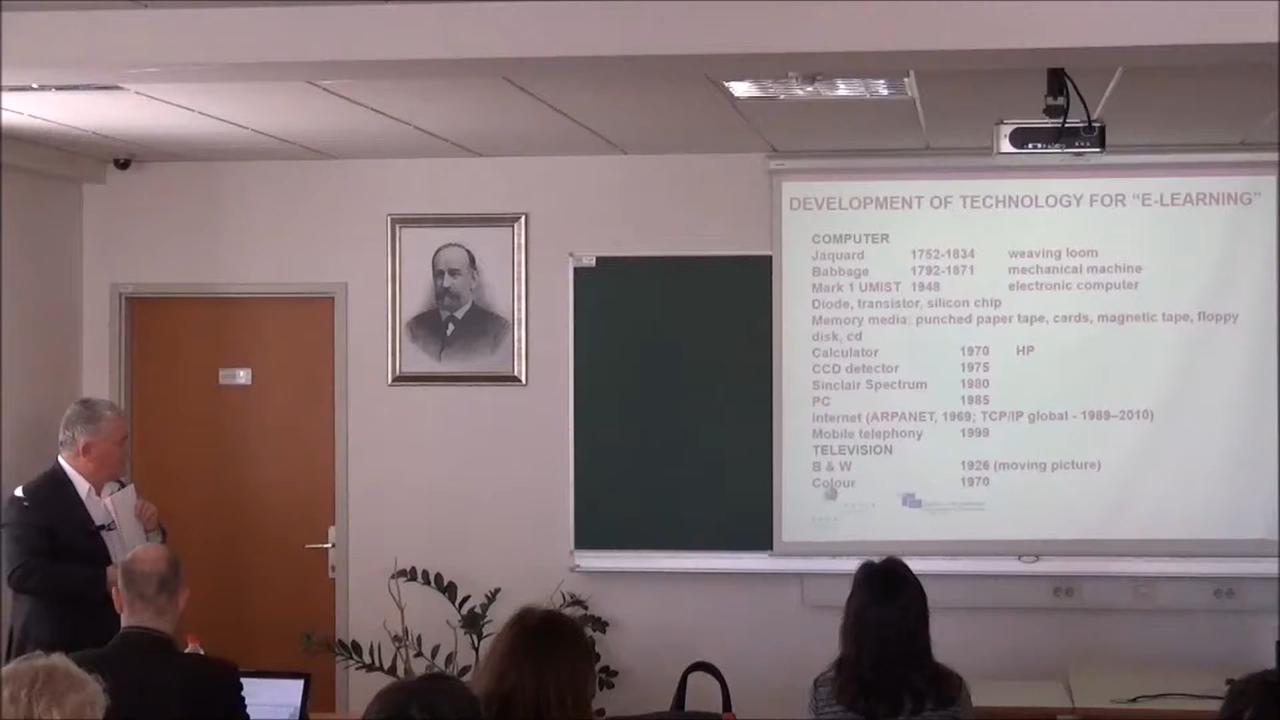 DEVELOPMENT OF TECHNOLOGY FOR “E-LEARNING”
COMPUTER
Jaquard 1752-1834 weaving loom
Babbage 1792-1871 mechanical machine
Mark 1 UMIST 1948 electronic computer
Diode, transistor, silicon chip
Memory media: punched paper tape, cards, magnetic tape, floppy
disk, cd
Calculator 1970 HP
CCD detector 1975
Sinclair Spectrum 1980
PC 1985
Internet (ARPANET, 1969; TCP/IP global - 1989–2010)
Mobile telephony 1999
TELEVISION
B & W 1926 (moving picture)
Colour 1970